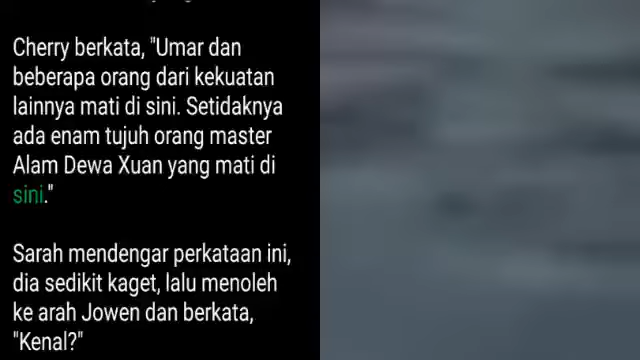 Cherry berkata, "Umar dan
beberapa orang dari kekuatan
lainnya mati di sini. Setidaknya
ada enam tujuh orang master
Alam Dewa Xuan yang mati di
sini."
Sarah mendengar perkataan ini,
dia sedikit kaget, lalu menoleh
ke arah Jowen dan berkata,
"Kenal?"